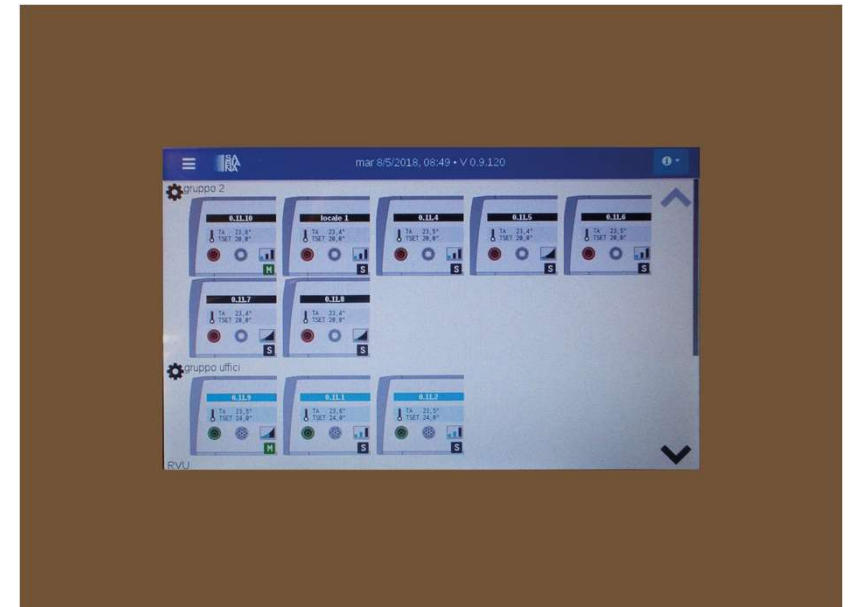 SABIANA
mar 8/5/2018, 08:49 • V 0.9.120
gruppo 2
0.11.10
TA 23,8°
TSET 20,0°
M
locale 1
TA 23,4°
TSET 20,0°
S
0.11.4
TA 23,5°
TSET 20,0°
S
0.11.5
TA 23,4°
TSET 20,0°
S
0.11.6
TA 23,5°
TSET 20,0°
S
0.11.7
TA 23,4°
TSET 20,0°
S
0.11.8
TA 23,4°
TSET 20,0°
S
gruppo uffici
0.11.9
TA 23,5°
TSET 24,0°
M
0.11.1
TA 23,6°
TSET 24,0°
S
0.11.2
TA 23,5°
TSET 24,0°
S
RVU